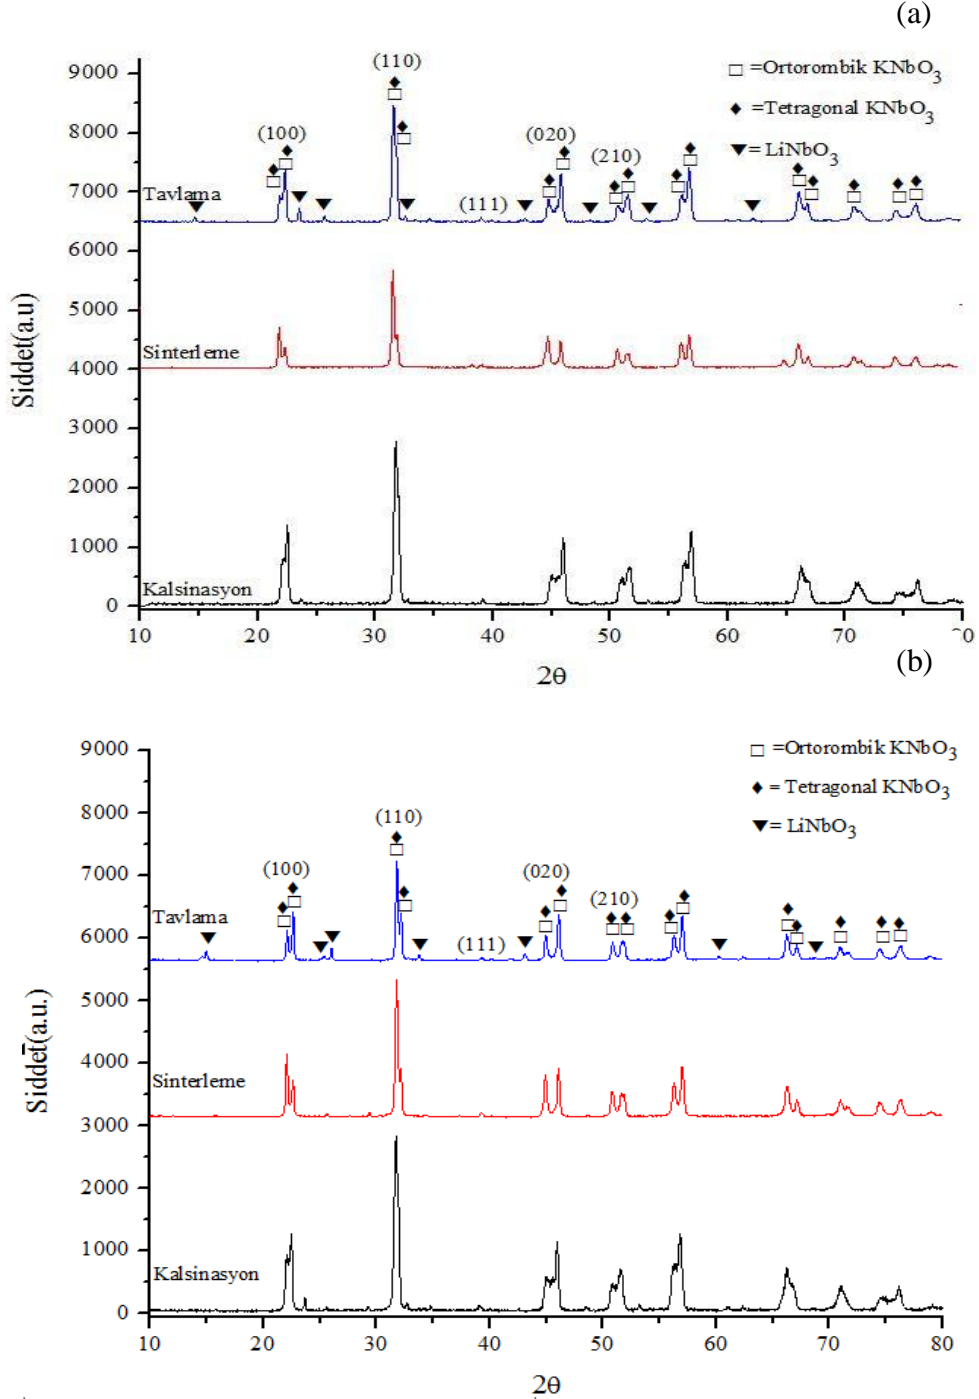 (a)
(110)
9000
□ =Ortorombik KNbO3
◆ =Tetragonal KNbO3
8000
(100)
(020)
(210)
▼= LiNbO3
7000
Tavlama
(111)
6000
5000
Siddet(a.u)
Sinterleme
4000
3000
2000
1000
Kalsinasyon
0
10 20 30 40 50 60 70
2θ
(b)
9000
□ =Ortorombik KNbO3
◆ = Tetragonal KNbO3
8000
(110)
▼= LiNbO3
7000
(100)
(020)
(210)
Tavlama
6000
(111)
5000
Siddet(a.u.)
4000
Sinterleme
3000
2000
1000
Kalsinasyon
0
10 20 30 40 50 60 70 80
2θ